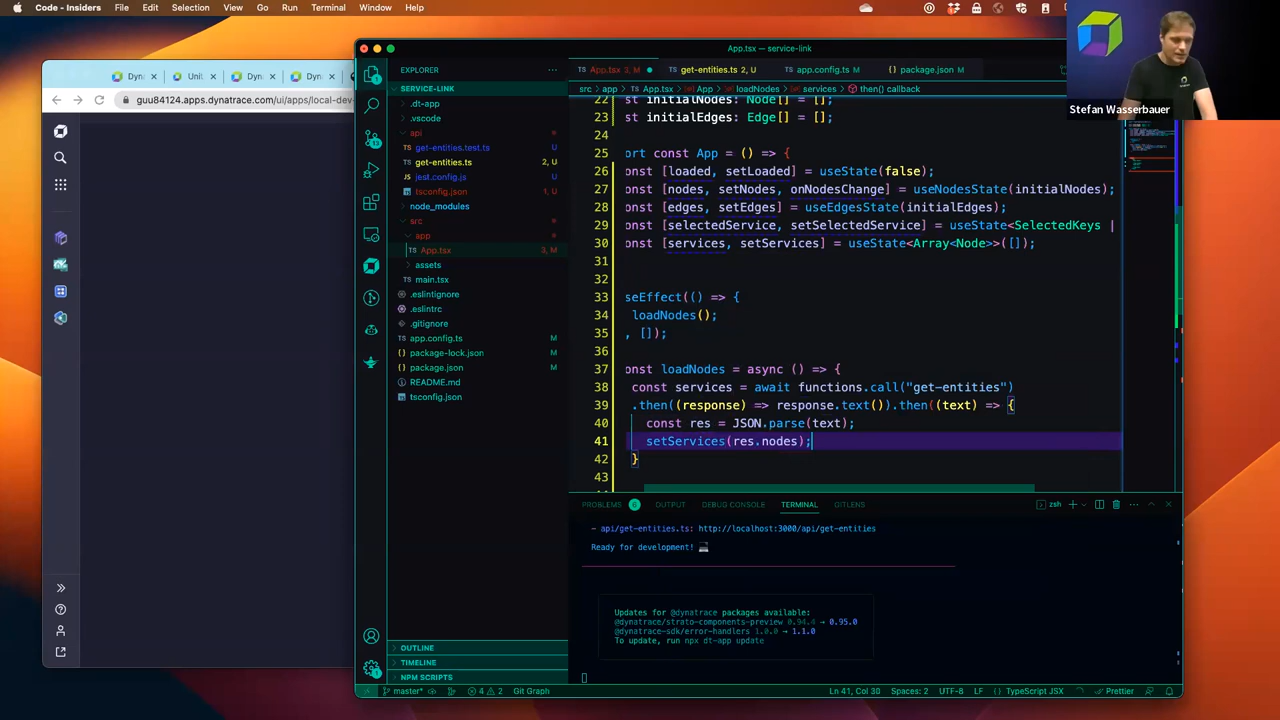 Code - Insiders File Edit Selection View Go Run Terminal Window Help
App.tsx — service-link
Stefan Wasserbauer
Dyna
Unit
Dyna
Dyna
guu84124.apps.dynatrace.com/ui/apps/local-dev
EXPLORER
SERVICE-LINK
.dt-app
.vscode
api
get-entities.test.ts U
get-entities.ts 2, U
jest.config.js U
tsconfig.json 1, U
node_modules
src
app
App.tsx 3, M
assets
main.tsx
.eslintignore
.eslintrc
.gitignore
app.config.ts M
package-lock.json M
package.json M
README.md
tsconfig.json
OUTLINE
TIMELINE
NPM SCRIPTS
App.tsx 3, M
get-entities.ts 2, U
app.config.ts M
package.json M
src > app > App.tsx > App > loadNodes > services > then() callback
22 st initialNodes: Node[] = [];
23 st initialEdges: Edge[] = [];
24
25 ort const App = () => {
26 onst [loaded, setLoaded] = useState(false);
27 onst [nodes, setNodes, onNodesChange] = useNodesState(initialNodes);
28 onst [edges, setEdges] = useEdgesState(initialEdges);
29 onst [selectedService, setSelectedService] = useState<SelectedKeys |
30 onst [services, setServices] = useState<Array<Node>>([]);
31
32
33 seEffect(() => {
34 loadNodes();
35 , []);
36
37 onst loadNodes = async () => {
38 const services = await functions.call("get-entities")
39 .then((response) => response.text()).then((text) => {
40 const res = JSON.parse(text);
41 setServices(res.nodes);
42 }
43
PROBLEMS 6 OUTPUT DEBUG CONSOLE TERMINAL GITLENS
zsh
- api/get-entities.ts: http://localhost:3000/api/get-entities
Ready for development!
Updates for @dynatrace packages available:
@dynatrace/strato-components-preview 0.94.4 → 0.95.0
@dynatrace-sdk/error-handlers 1.0.0 → 1.1.0
To update, run npx dt-app update
master* 4 2 Git Graph
Ln 41, Col 30 Spaces: 2 UTF-8 LF {} TypeScript JSX Prettier